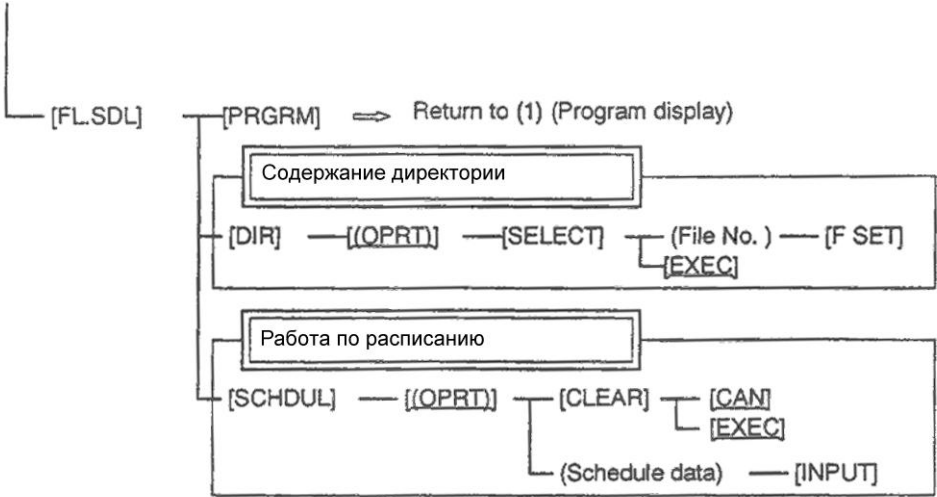 [FL.SDL] [PRGRM] ⇒ Return to (1) (Program display)
Содержание директории
[DIR] [(OPRT)] [SELECT] (File No. ) [F SET]
[EXEC]
Работа по расписанию
[SCHDUL] [(OPRT)] [CLEAR] [CAN]
[EXEC]
(Schedule data) [INPUT]